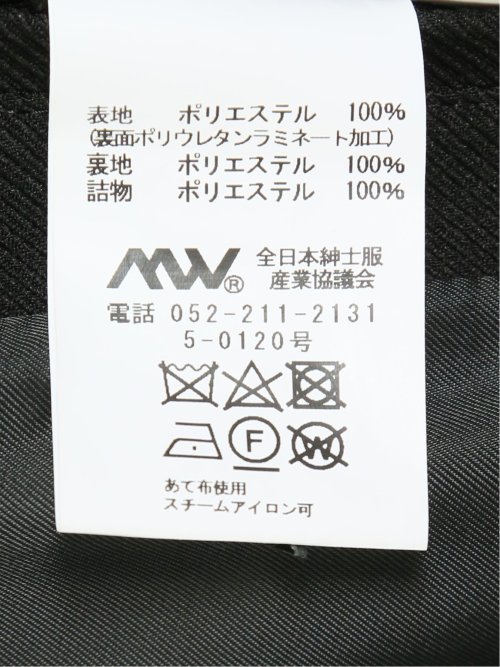 表地 ポリエステル 100%
(裏面ポリウレタンラミネート加工)
裏地 ポリエステル 100%
詰物 ポリエステル 100%
MW® 全日本紳士服
産業協議会
電話 052-211-2131
5-0120号
F W
あて布使用
スチームアイロン可